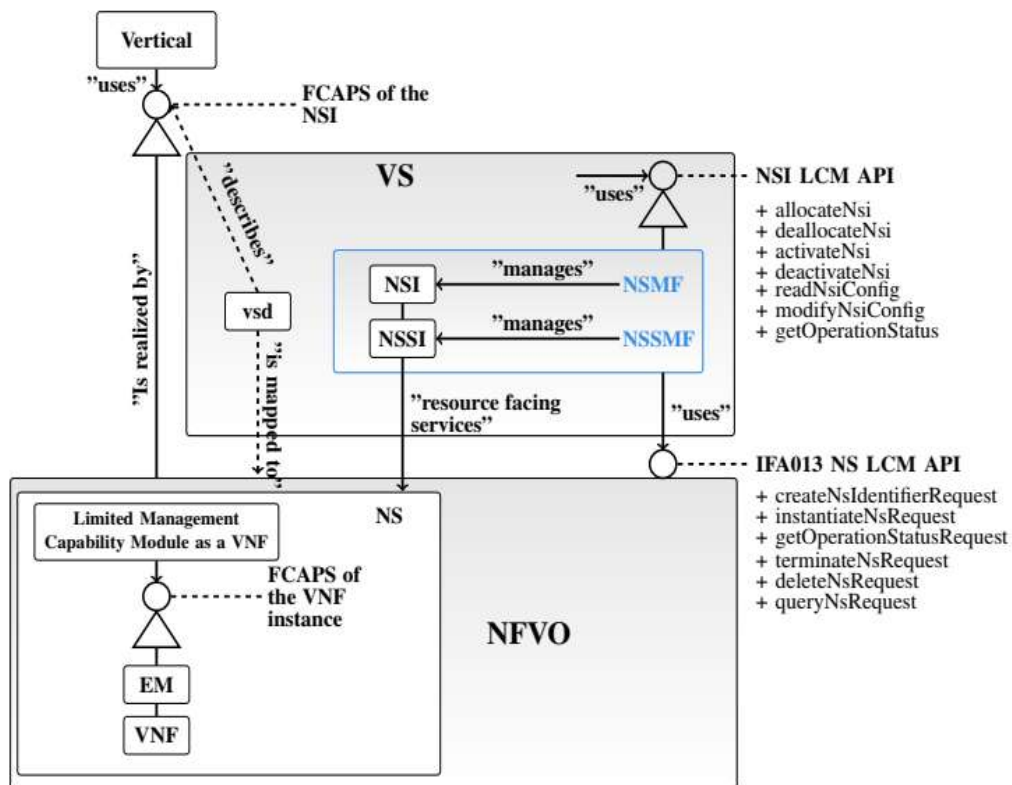 Vertical
”uses”
FCAPS of the
NSI
VS
”uses”
NSI LCM API
+ allocateNsi
+ deallocateNsi
+ activateNsi
+ deactivateNsi
+ readNsiConfig
+ modifyNsiConfig
+ getOperationStatus
”describes”
”Is realized by”
vsd
”is mapped to”
NSI
”manages”
NSMF
NSSI
”manages”
NSSMF
”resource facing
services”
”uses”
IFA013 NS LCM API
+ createNsIdentifierRequest
+ instantiateNsRequest
+ getOperationStatusRequest
+ terminateNsRequest
+ deleteNsRequest
+ queryNsRequest
NS
Limited Management
Capability Module as a VNF
FCAPS of
the VNF
instance
NFVO
EM
VNF